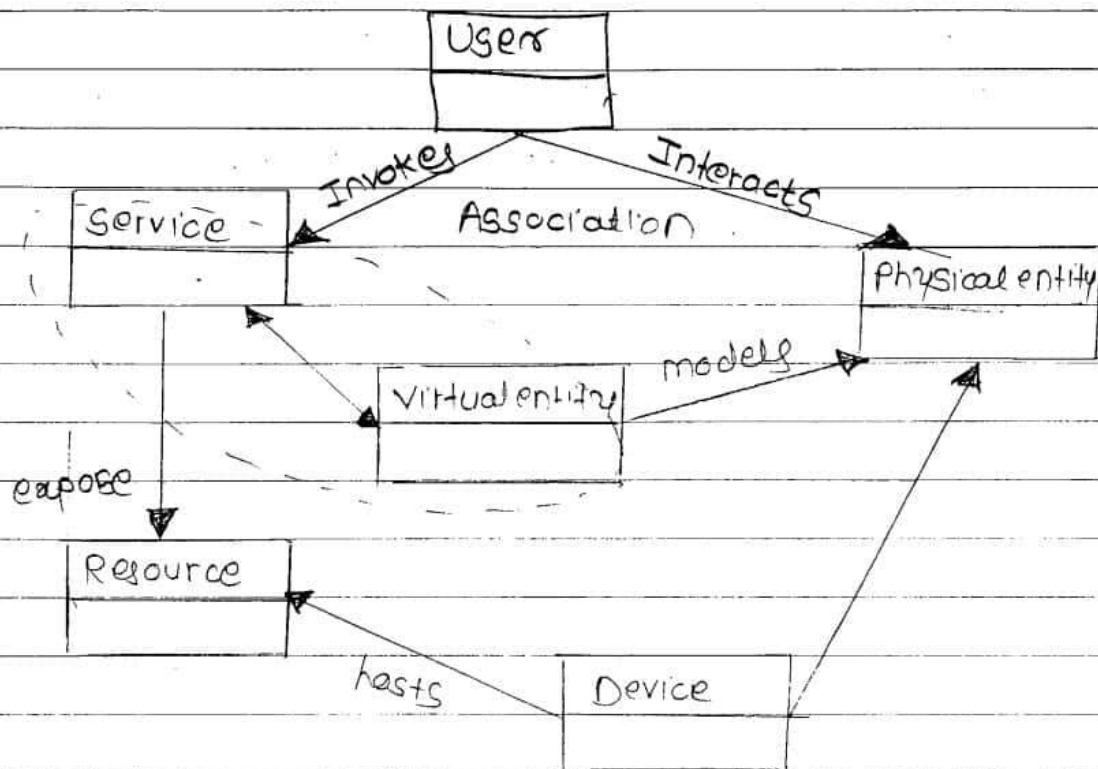 User
Invokes
Interacts
Service
Association
Physical entity
models
Virtual entity
expose
Resource
hosts
Device